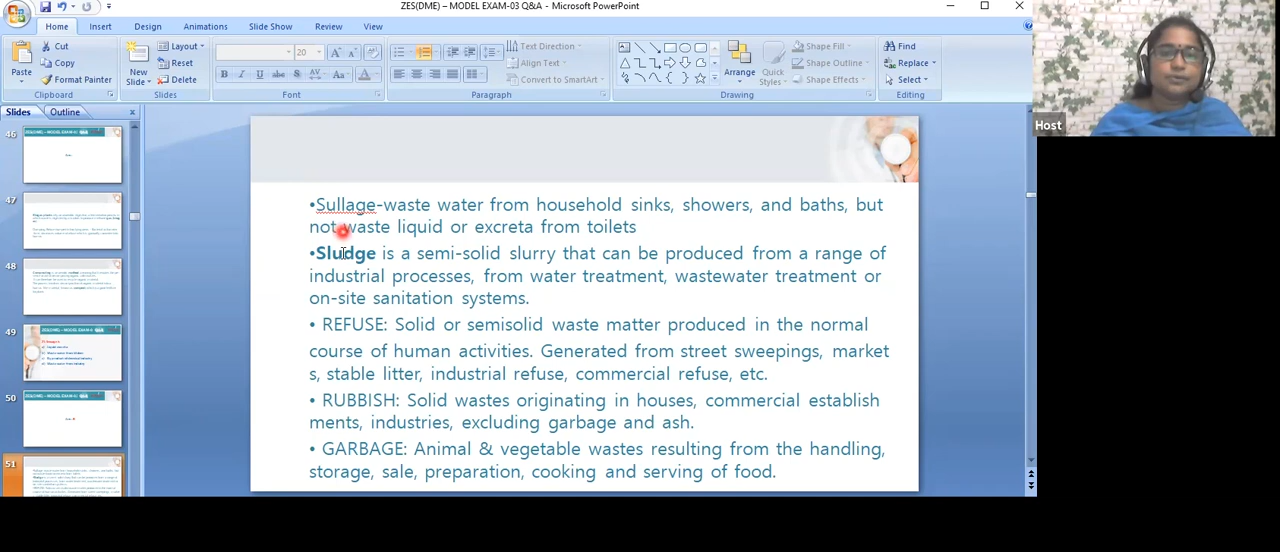 ZES(DME) – MODEL EXAM-03 Q&A - Microsoft PowerPoint
Home Insert Design Animations Slide Show Review View
Cut Layout Text Direction Shape Fill Find
Copy Reset 20 Align Text Shape Outline Replace
Paste Format Painter New Slide Delete Convert to SmartArt Arrange Quick Styles Shape Effects Select
Clipboard Slides Font Paragraph Drawing Editing
Slides Outline
Host
46
47
48
49
50
51
•Sullage-waste water from household sinks, showers, and baths, but
not waste liquid or excreta from toilets
•Sludge is a semi-solid slurry that can be produced from a range of
industrial processes, from water treatment, wastewater treatment or
on-site sanitation systems.
• REFUSE: Solid or semisolid waste matter produced in the normal
course of human activities. Generated from street sweepings, market
s, stable litter, industrial refuse, commercial refuse, etc.
• RUBBISH: Solid wastes originating in houses, commercial establish
ments, industries, excluding garbage and ash.
• GARBAGE: Animal & vegetable wastes resulting from the handling,
storage, sale, preparation, cooking and serving of food.